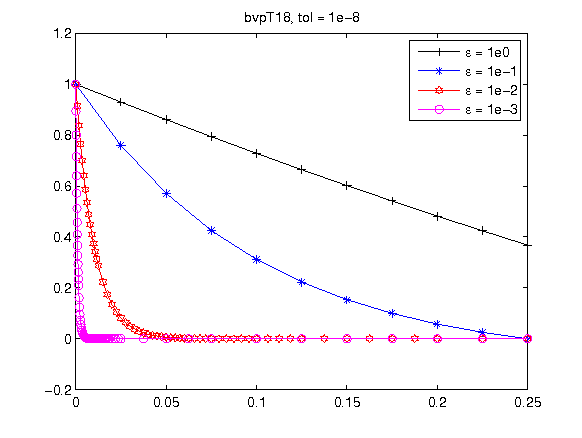 bvpT18, tol = 1e-8
1.2
1
0.8
0.6
0.4
0.2
0
-0.2
0
0.05
0.1
0.15
0.2
0.25
ε = 1e0
ε = 1e-1
ε = 1e-2
ε = 1e-3